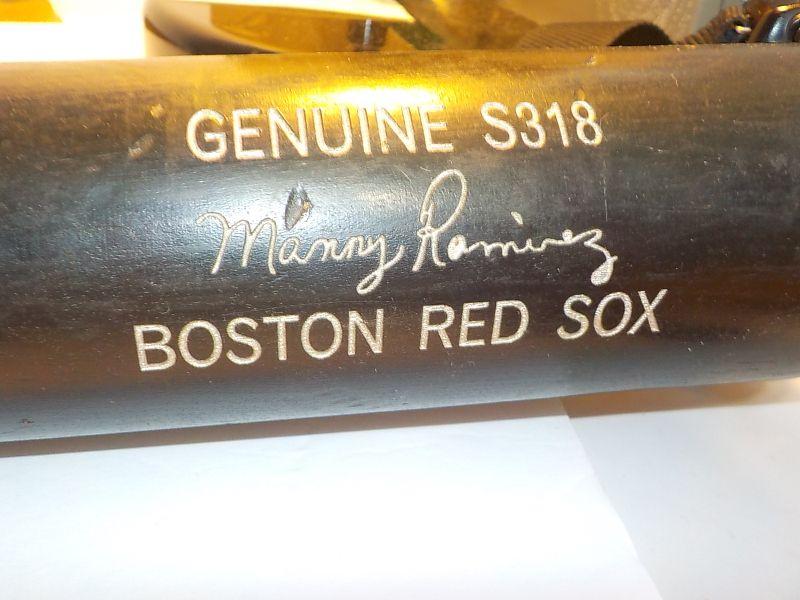 GENUINE S318
Manny Ramirez
BOSTON RED SOX